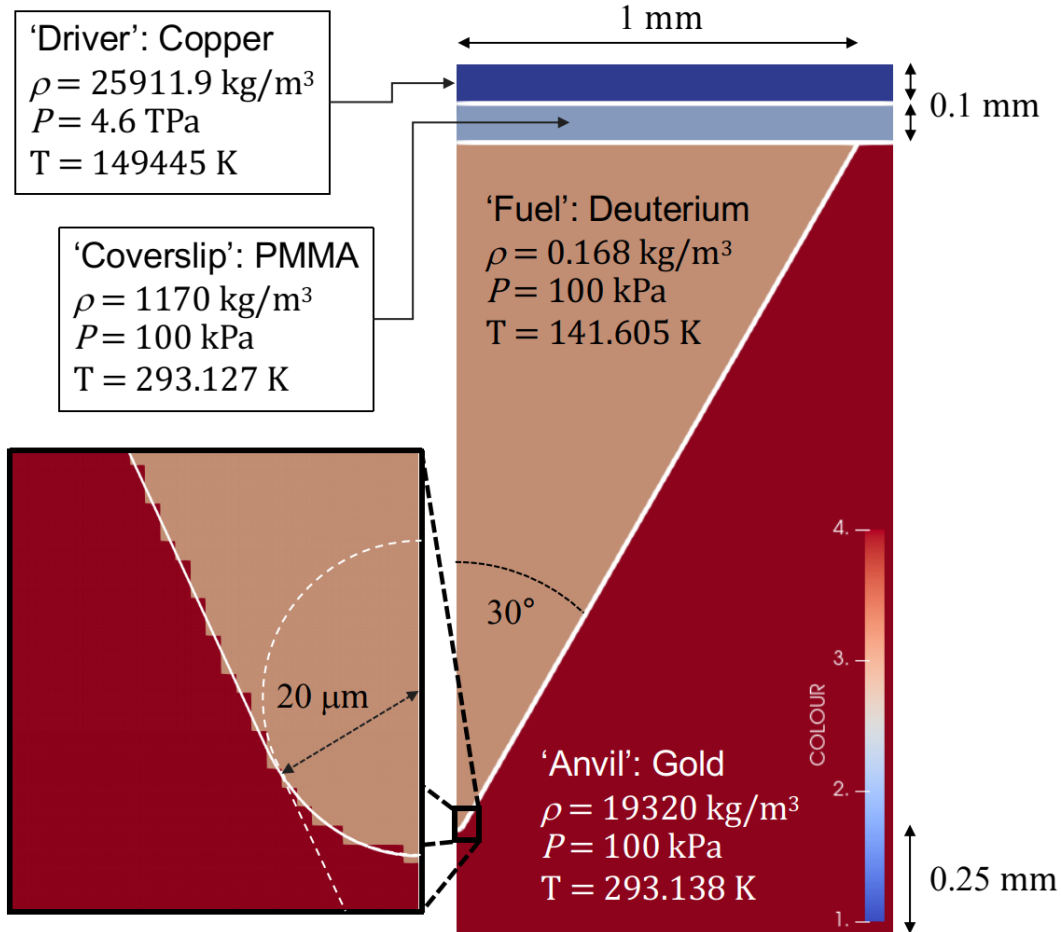 'Driver': Copper
ρ = 25911.9 kg/m³
P = 4.6 TPa
T = 149445 K
1 mm
0.1 mm
'Coverslip': PMMA
ρ = 1170 kg/m³
P = 100 kPa
T = 293.127 K
'Fuel': Deuterium
ρ = 0.168 kg/m³
P = 100 kPa
T = 141.605 K
30°
20 μm
'Anvil': Gold
ρ = 19320 kg/m³
P = 100 kPa
T = 293.138 K
COLOUR
4.
3.
2.
1.
0.25 mm